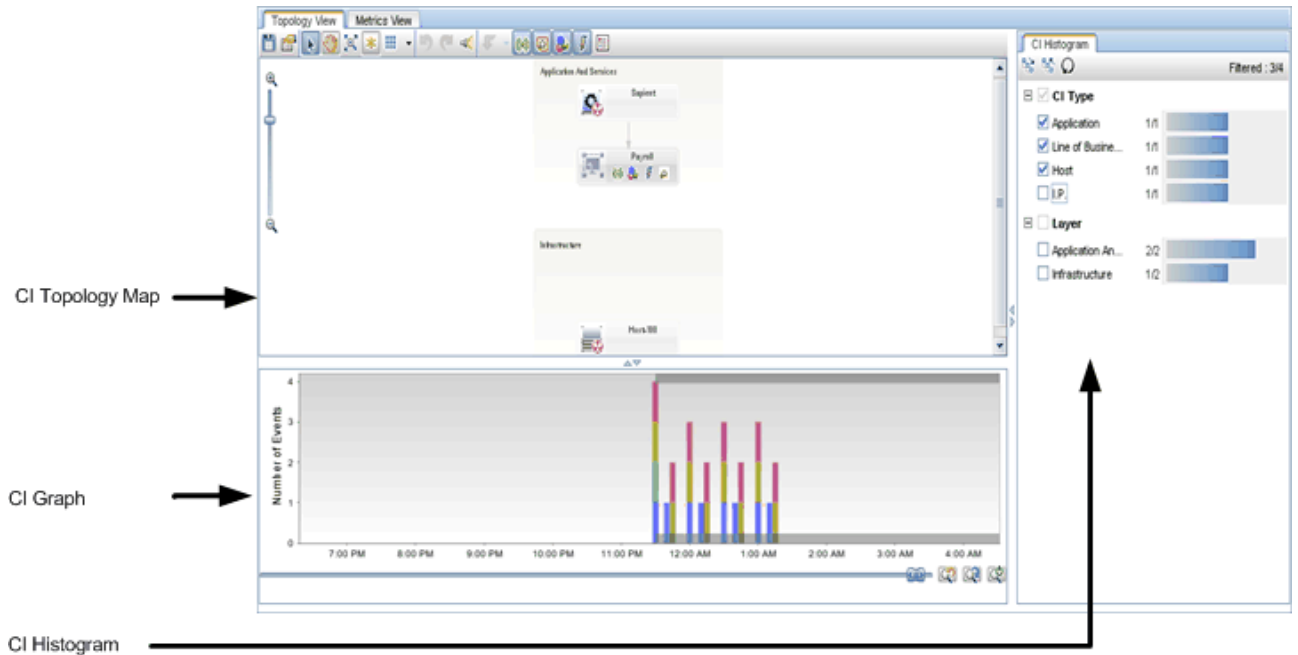 Topology View
Metrics View
Application And Services
Sapient
Payroll
Infrastructure
CI Histogram
Filtered : 3/4
CI Type
Application 1/1
Line of Busine... 1/1
Host 1/1
I.P. 1/1
Layer
Application An... 2/2
Infrastructure 1/2
CI Topology Map
Number of Events
4
3
2
1
0
7:00 PM 8:00 PM 9:00 PM 10:00 PM 11:00 PM 12:00 AM 1:00 AM 2:00 AM 3:00 AM 4:00 AM
CI Graph
CI Histogram